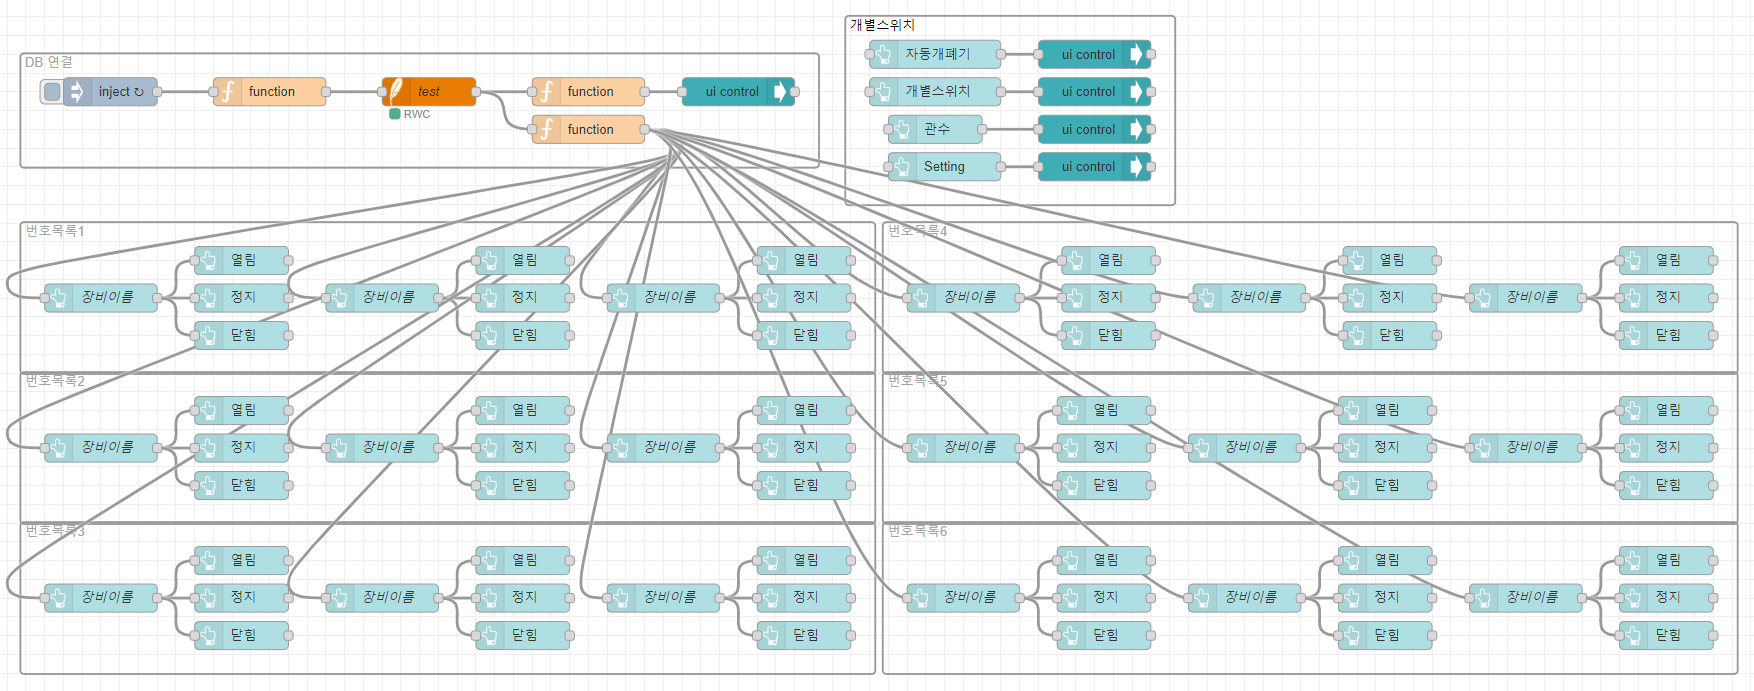 개별스위치
자동개폐기 ui control
DB 연결
inject ↻ function test function ui control
개별스위치 ui control
RWC
function
관수 ui control
Setting ui control
번호목록1 번호목록4
열림 열림 열림 열림 열림 열림
장비이름 정지 장비이름 정지 장비이름 정지 장비이름 정지 장비이름 정지 장비이름 정지
닫힘 닫힘 닫힘 닫힘 닫힘 닫힘
번호목록2 번호목록5
열림 열림 열림 열림 열림 열림
장비이름 정지 장비이름 정지 장비이름 정지 장비이름 정지 장비이름 정지 장비이름 정지
닫힘 닫힘 닫힘 닫힘 닫힘 닫힘
번호목록3 번호목록6
열림 열림 열림 열림 열림 열림
장비이름 정지 장비이름 정지 장비이름 정지 장비이름 정지 장비이름 정지 장비이름 정지
닫힘 닫힘 닫힘 닫힘 닫힘 닫힘